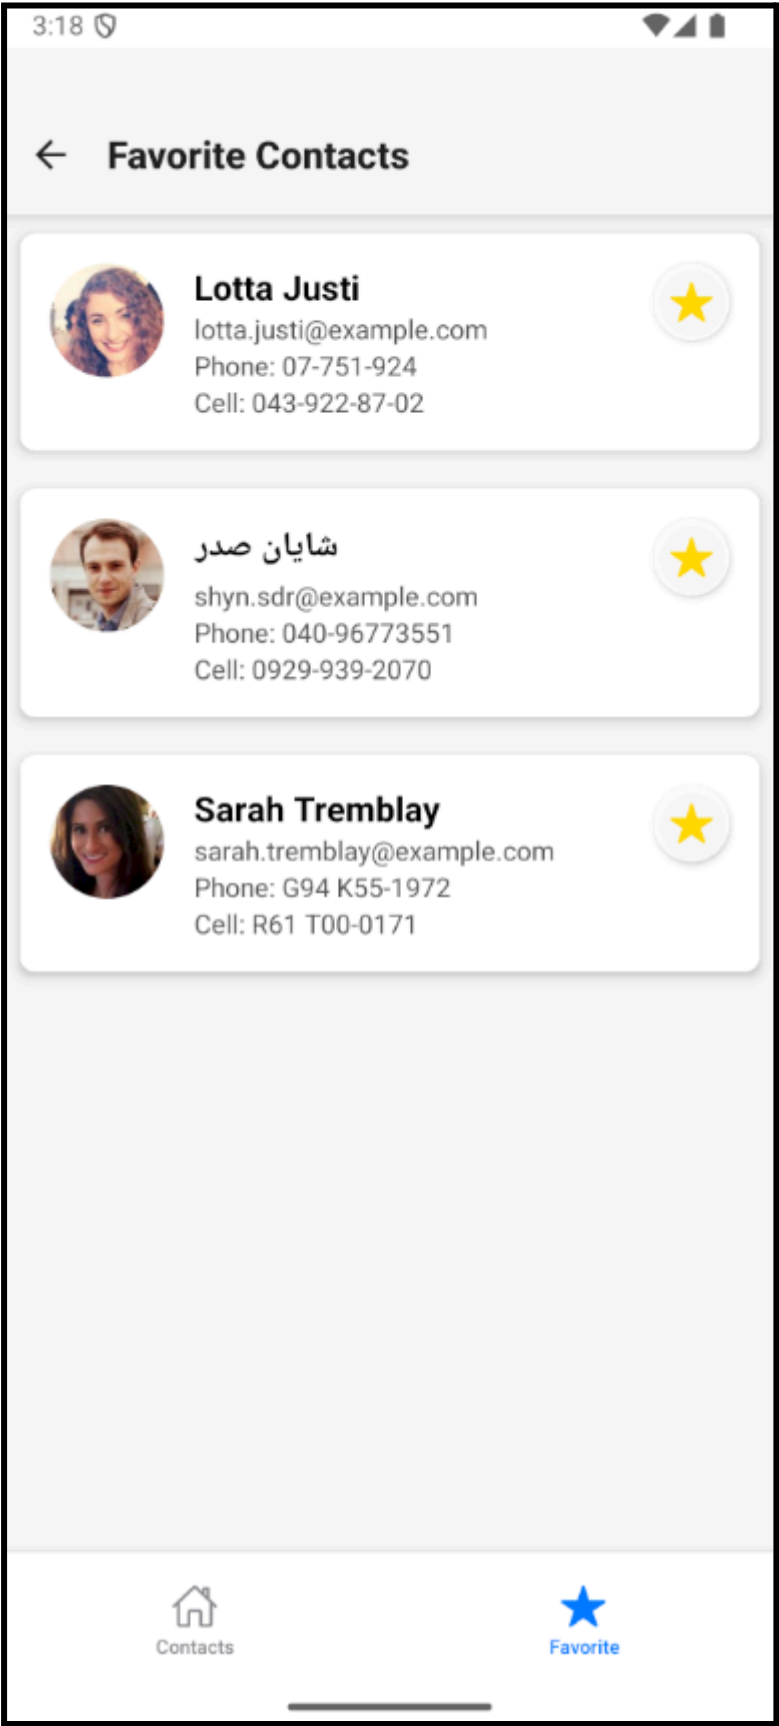 3:18
Favorite Contacts
Lotta Justi
lotta.justi@example.com
Phone: 07-751-924
Cell: 043-922-87-02
شایان صدر
shyn.sdr@example.com
Phone: 040-96773551
Cell: 0929-939-2070
Sarah Tremblay
sarah.tremblay@example.com
Phone: G94 K55-1972
Cell: R61 T00-0171
Contacts
Favorite